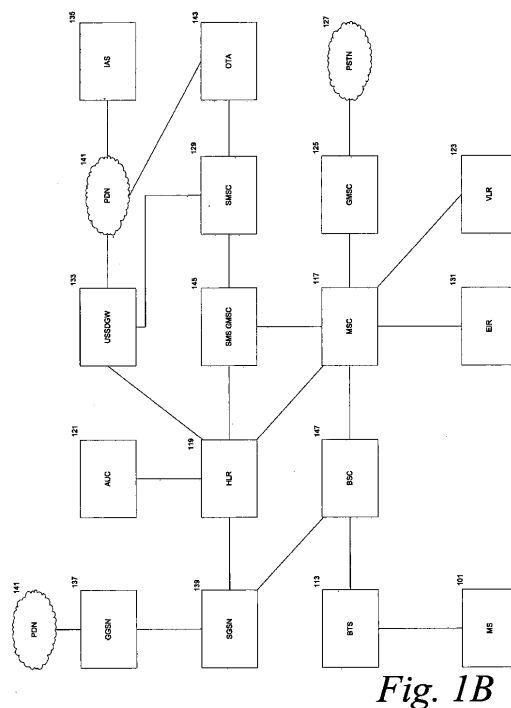 141
PDN
137
GGSN
139
SGSN
113
BTS
101
MS
121
AUC
119
HLR
147
BSC
133
USSDGW
145
SMS GMSC
117
MSC
131
EIR
141
PDN
129
SMSC
125
GMSC
123
VLR
135
IAS
143
OTA
127
PSTN
Fig. 1B